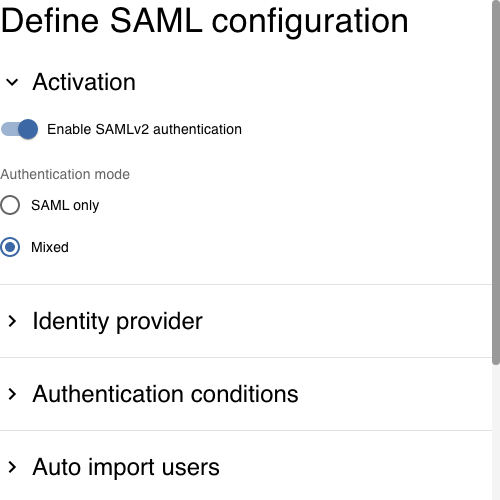 Define SAML configuration
Activation
Enable SAMLv2 authentication
Authentication mode
SAML only
Mixed
Identity provider
Authentication conditions
Auto import users